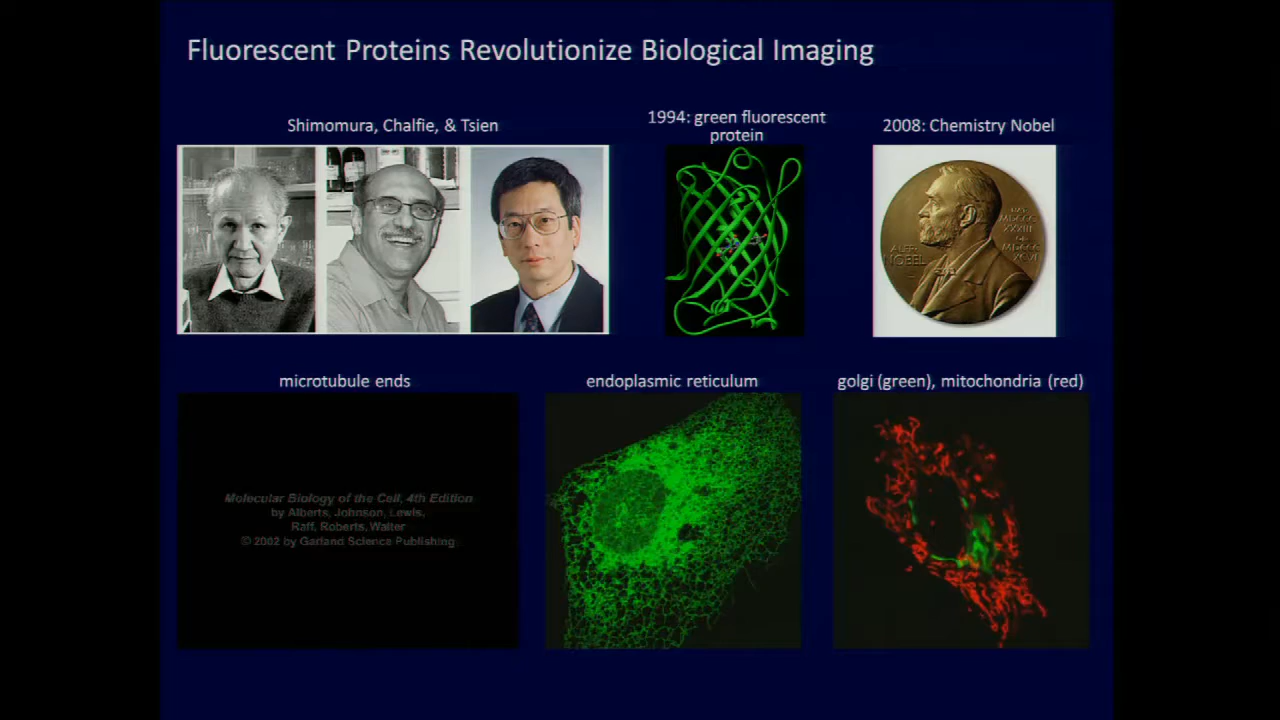 Fluorescent Proteins Revolutionize Biological Imaging
Shimomura, Chalfie, & Tsien
1994: green fluorescent
protein
2008: Chemistry Nobel
ALFR
NOBEL
microtubule ends
endoplasmic reticulum
golgi (green), mitochondria (red)
Molecular Biology of the Cell, 4th Edition
by Alberts, Johnson, Lewis,
Raff, Roberts, Walter
© 2002 by Garland Science Publishing.